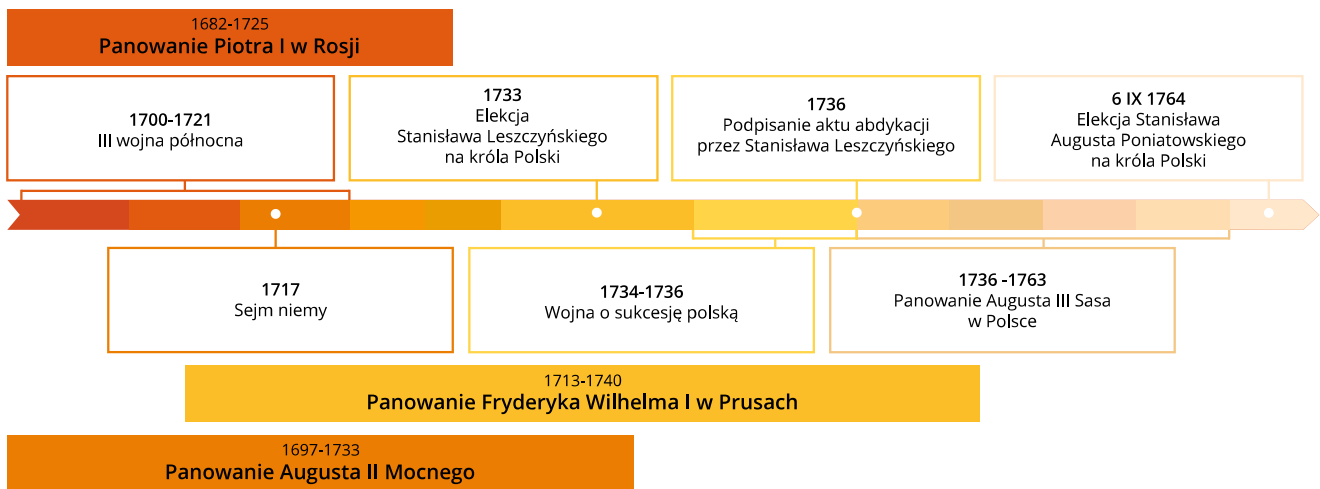 1682-1725
Panowanie Piotra I w Rosji
1700-1721
III wojna północna
1733
Elekcja
Stanisława Leszczyńskiego
na króla Polski
1736
Podpisanie aktu abdykacji
przez Stanisława Leszczyńskiego
6 IX 1764
Elekcja Stanisława
Augusta Poniatowskiego
na króla Polski
1717
Sejm niemy
1734-1736
Wojna o sukcesję polską
1736 -1763
Panowanie Augusta III Sasa
w Polsce
1713-1740
Panowanie Fryderyka Wilhelma I w Prusach
1697-1733
Panowanie Augusta II Mocnego